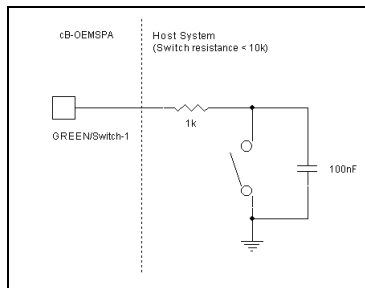 cB-OEMSPA
Host System
(Switch resistance < 10k)
1k
GREEN/Switch-1
100nF